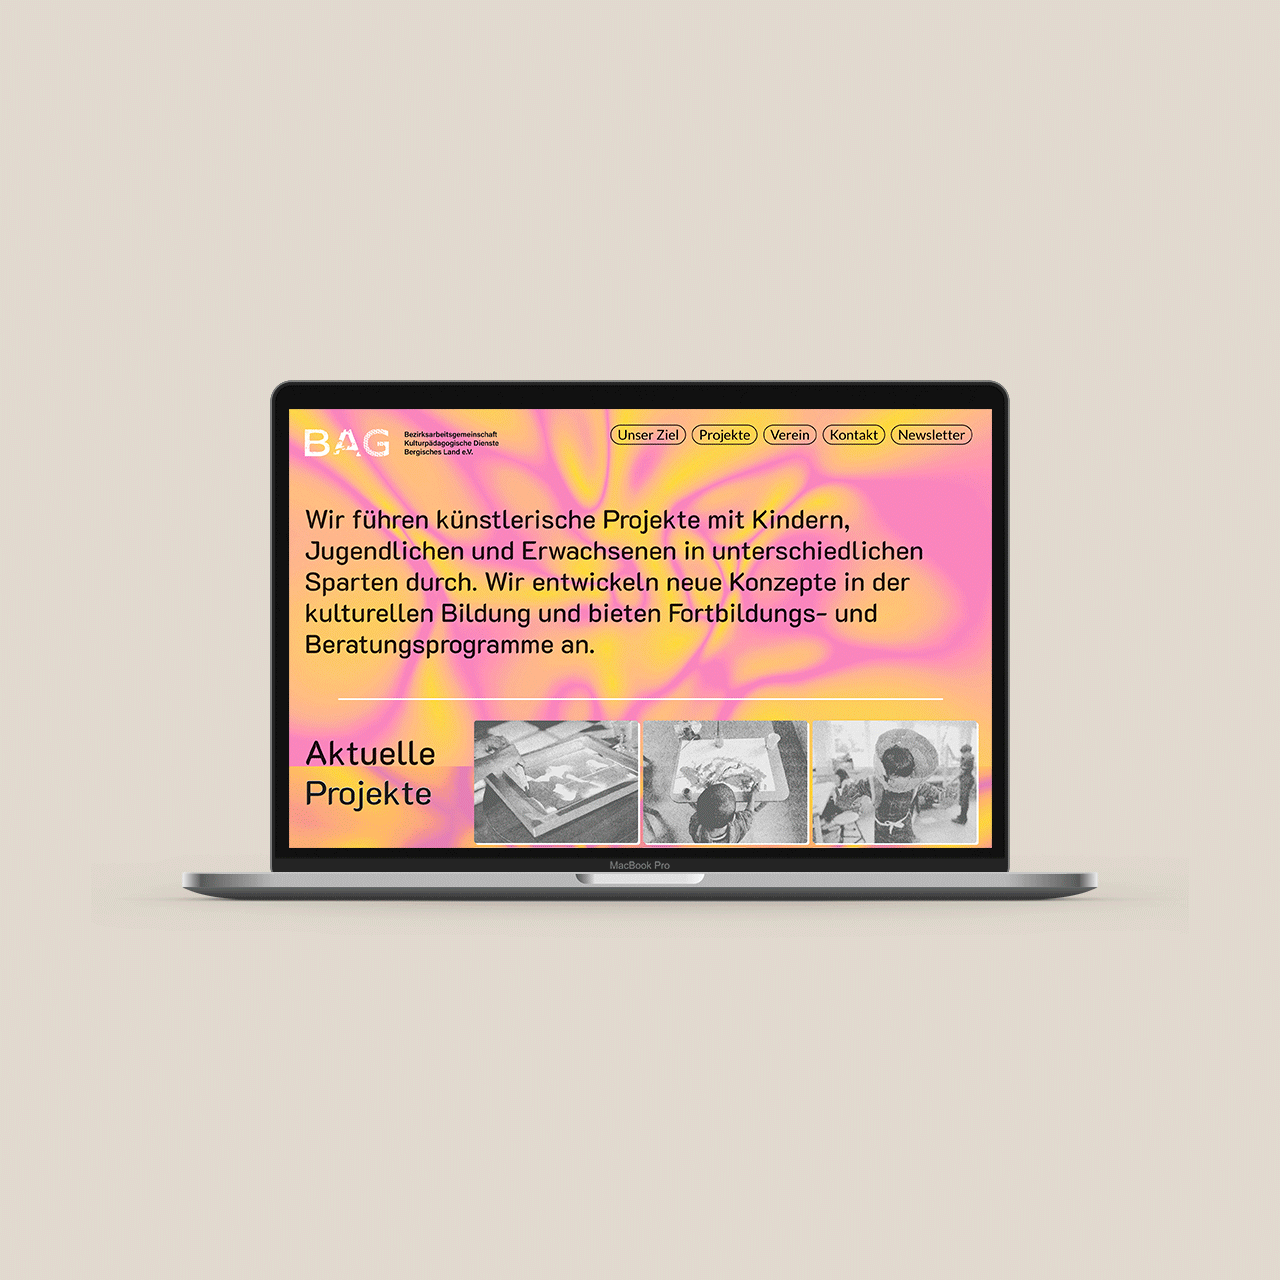 BAG
Bezirksarbeitsgemeinschaft
Kulturpädagogische Dienste
Bergisches Land e.V.
Unser Ziel
Projekte
Verein
Kontakt
Newsletter
Wir führen künstlerische Projekte mit Kindern,
Jugendlichen und Erwachsenen in unterschiedlichen
Sparten durch. Wir entwickeln neue Konzepte in der
kulturellen Bildung und bieten Fortbildungs- und
Beratungsprogramme an.
Aktuelle
Projekte
MacBook Pro